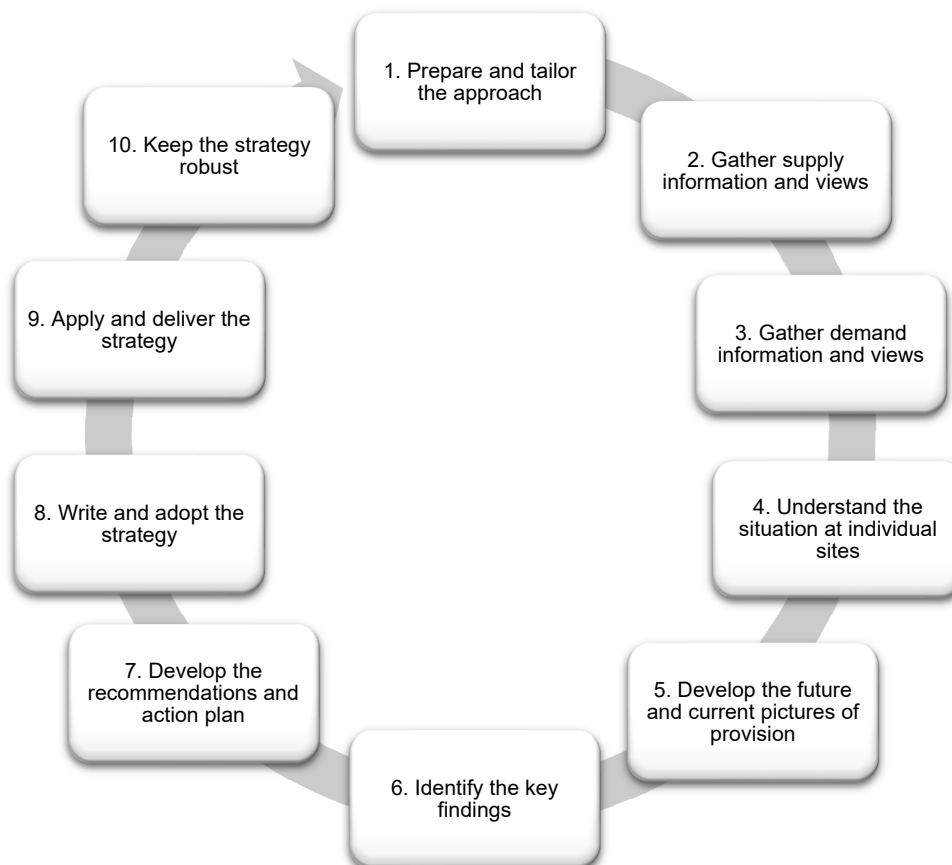 1. Prepare and tailor
the approach
2. Gather supply
information and views
3. Gather demand
information and views
4. Understand the
situation at individual
sites
5. Develop the future
and current pictures of
provision
6. Identify the key
findings
7. Develop the
recommendations and
action plan
8. Write and adopt the
strategy
9. Apply and deliver the
strategy
10. Keep the strategy
robust